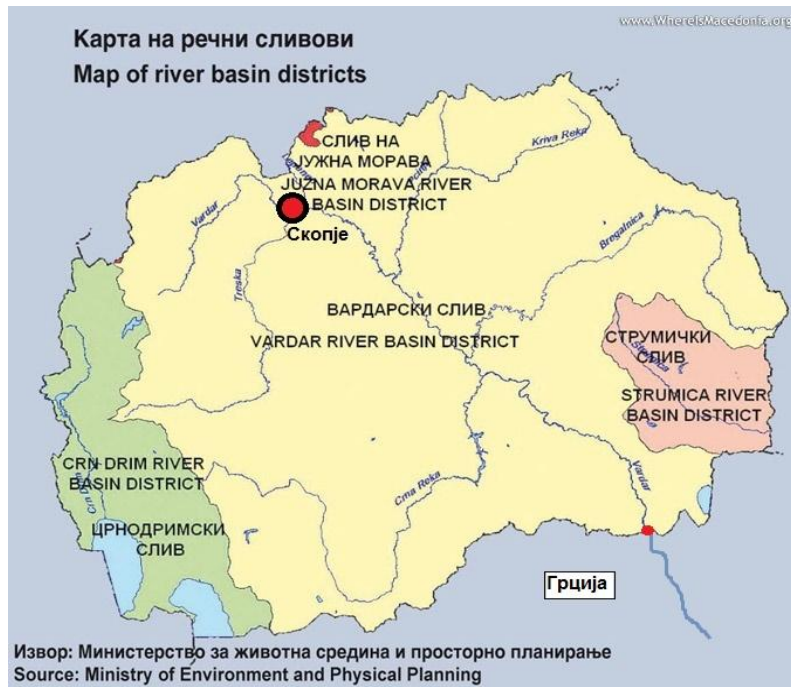 www.WhereIsMacedonia.org
Карта на речни сливови
Map of river basin districts
СЛИВ НА
ЈУЖНА МОРАВА
JUZNA MORAVA RIVER
BASIN DISTRICT
Kriva Reka
Vardar
Скопје
Bregalnica
Treska
ВАРДАРСКИ СЛИВ
VARDAR RIVER BASIN DISTRICT
СТРУМИЧКИ
СЛИВ
STRUMICA RIVER
BASIN DISTRICT
CRN DRIM RIVER
BASIN DISTRICT
Crna Reka
Vardar
ЦРНОДРИМСКИ
СЛИВ
Грција
Извор: Министерство за животна средина и просторно планирање
Source: Ministry of Environment and Physical Planning